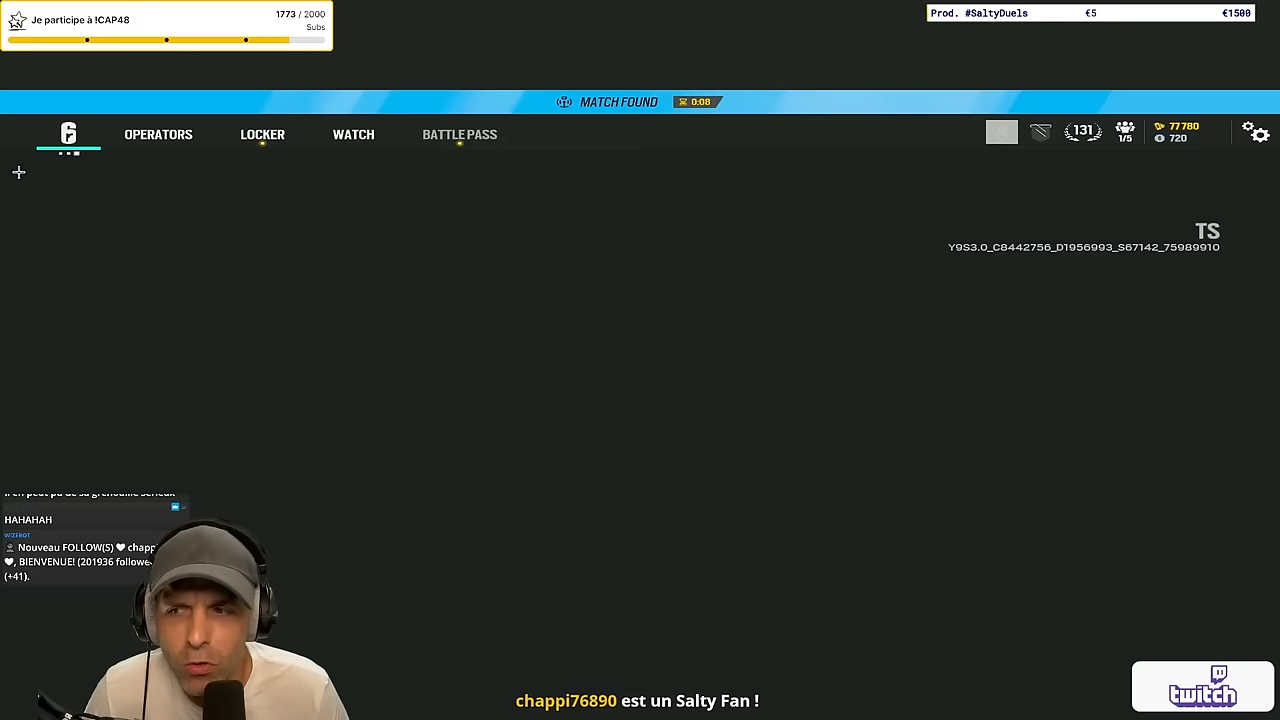 Je participe à !CAP48
1773 / 2000
Subs
Prod. #SaltyDuels €5 €1500
MATCH FOUND 0:08
OPERATORS LOCKER WATCH BATTLE PASS
131
1/5
77780
720
TS
Y9S3.0_C8442756_D1956993_S67142_75989910
HAHAHAH
WIZEBOT
Nouveau FOLLOW(S) ♥
♥, BIENVENUE! (201936
(+41).
chappi76890 est un Salty Fan !
twitch